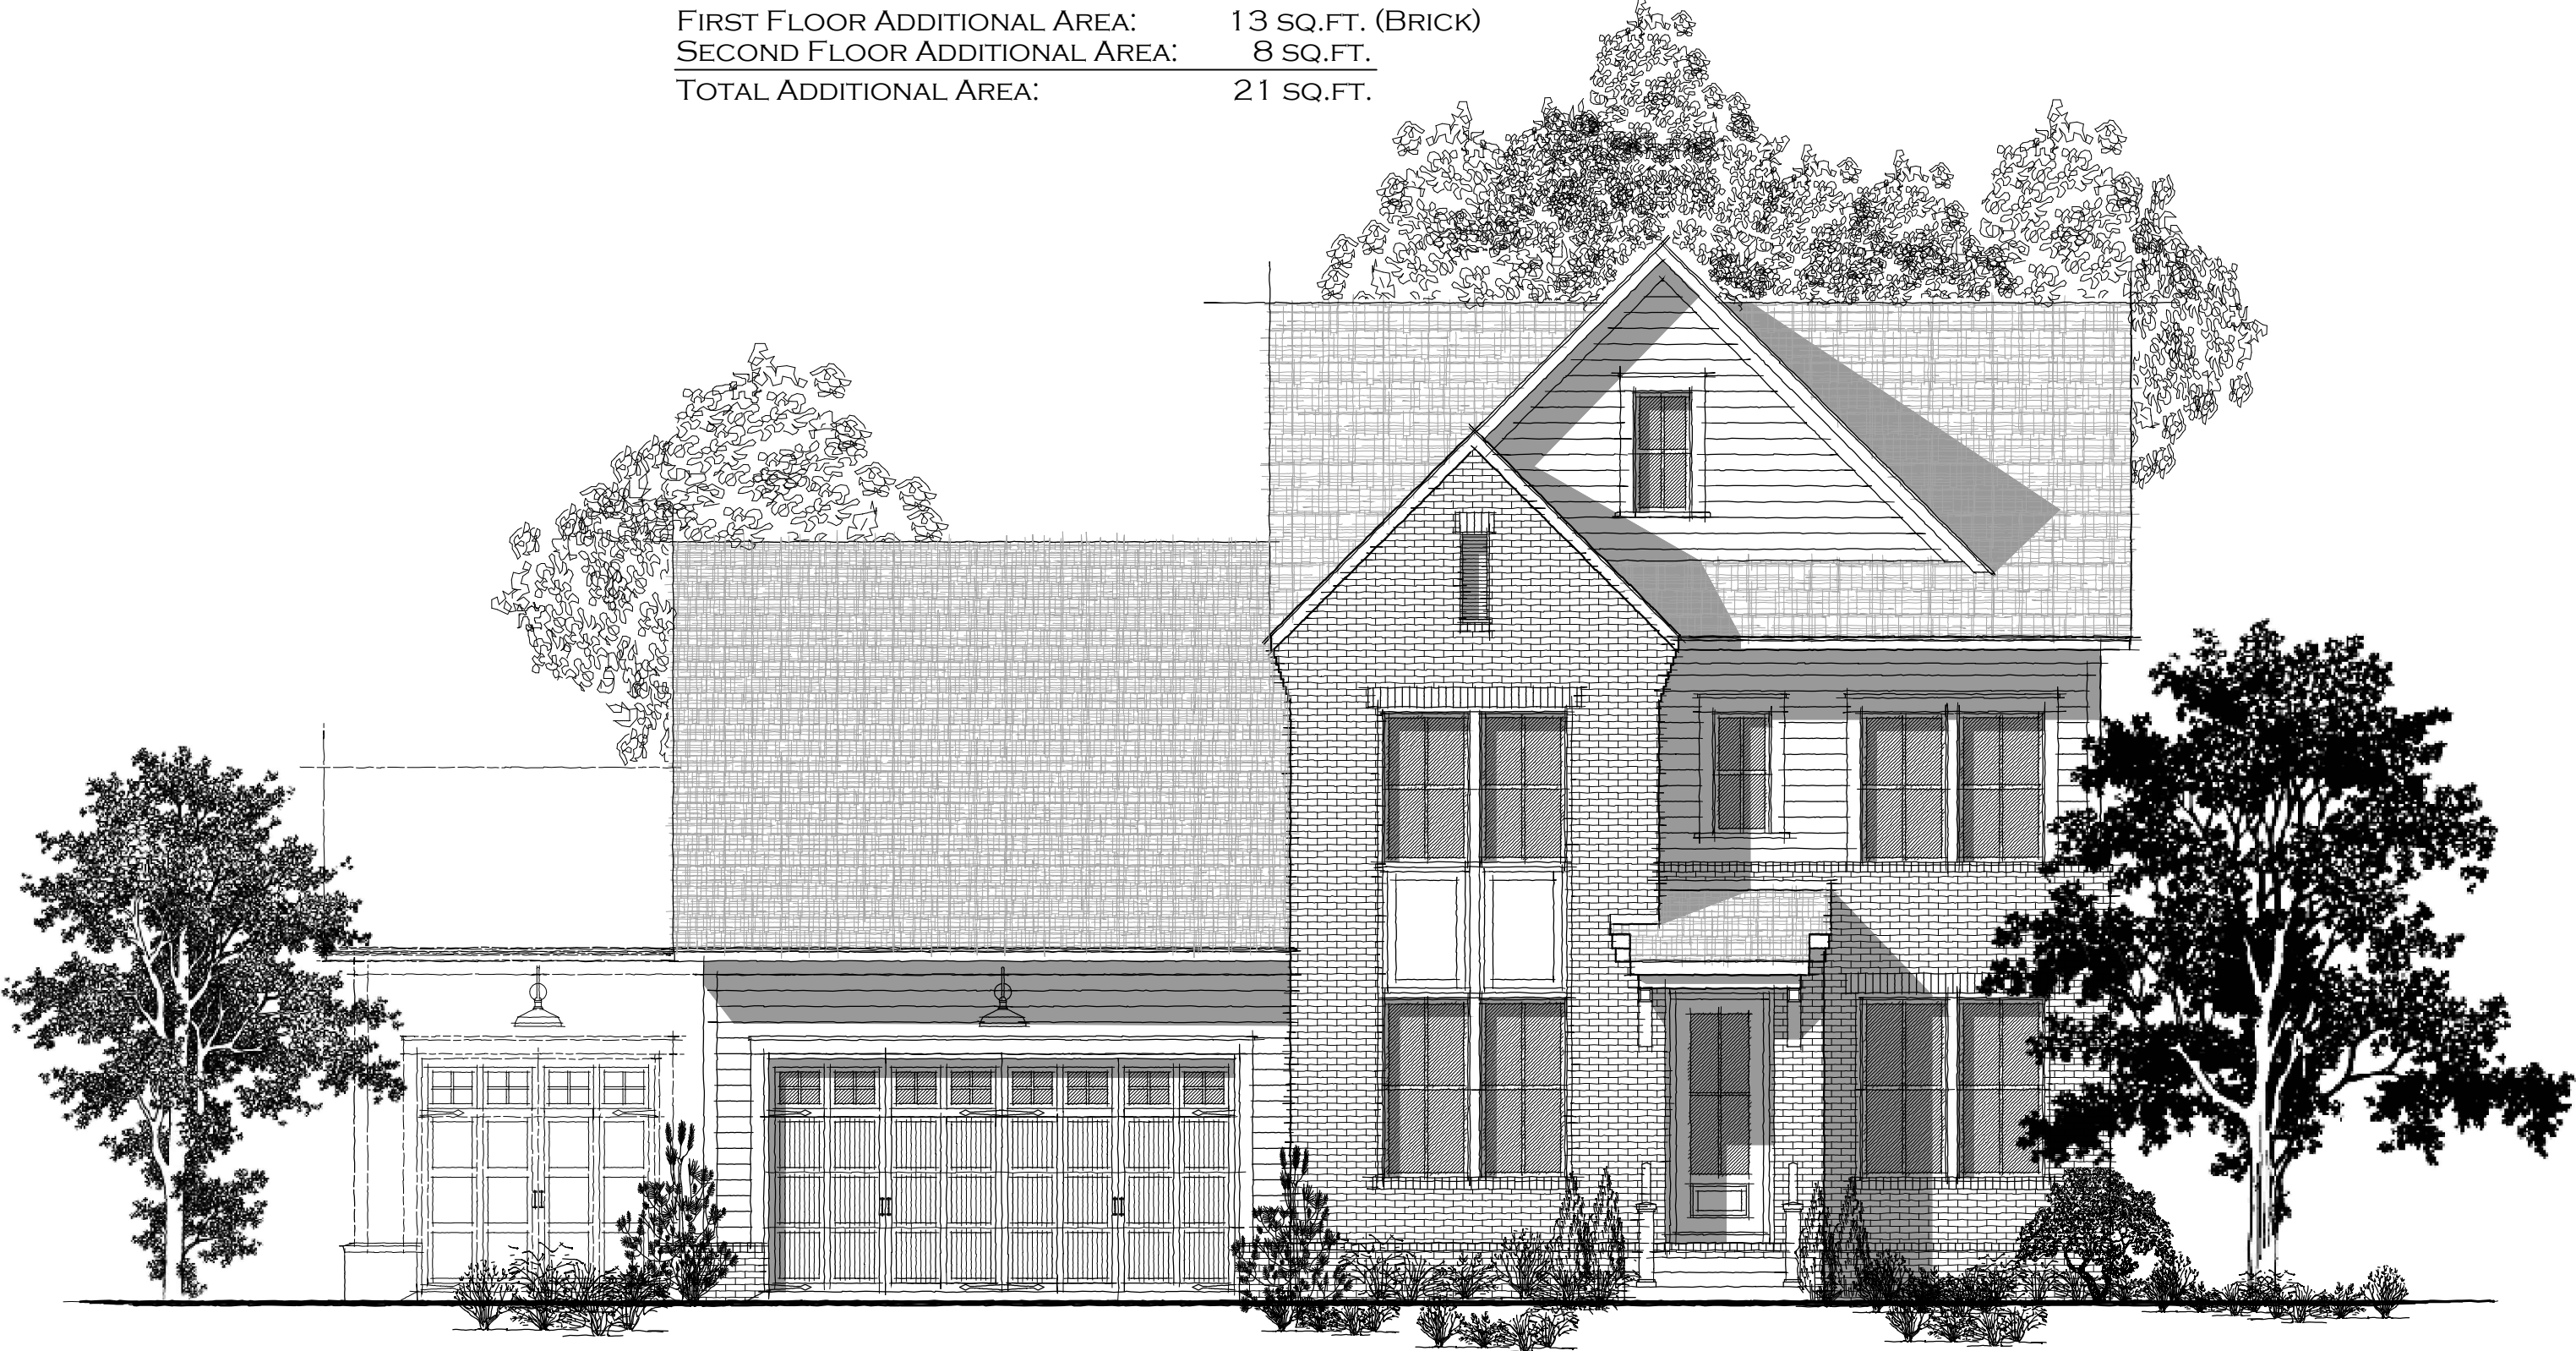 First Floor Additional Area: 13 sq.ft. (Brick)
Second Floor Additional Area: 8 sq.ft.
Total Additional Area: 21 sq.ft.